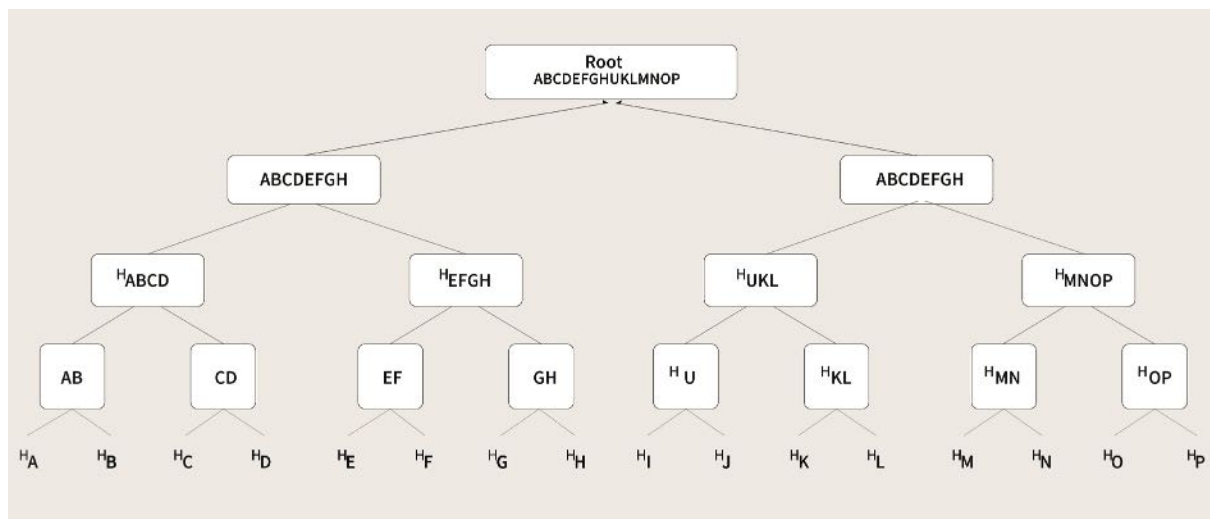 Root
ABCDEFGHUKLMNOP
ABCDEFGH
ABCDEFGH
HABCD
HEFGH
HUKL
HMNOP
AB
CD
EF
GH
H U
HKL
HMN
HOP
HA
HB
HC
HD
HE
HF
HG
HH
HI
HJ
HK
HL
HM
HN
HO
HP